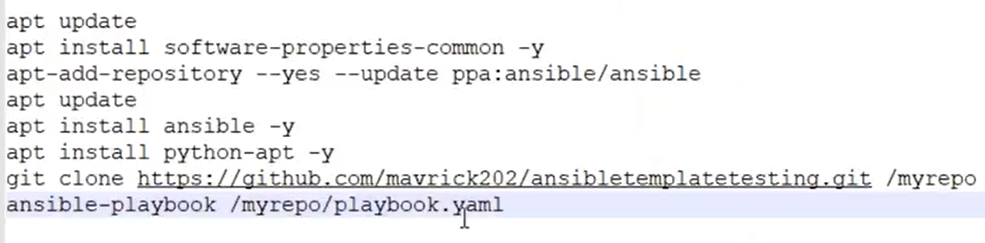 apt update
apt install software-properties-common -y
apt-add-repository --yes --update ppa:ansible/ansible
apt update
apt install ansible -y
apt install python-apt -y
git clone https://github.com/mavrick202/ansibletemplatetesting.git /myrepo
ansible-playbook /myrepo/playbook.yaml